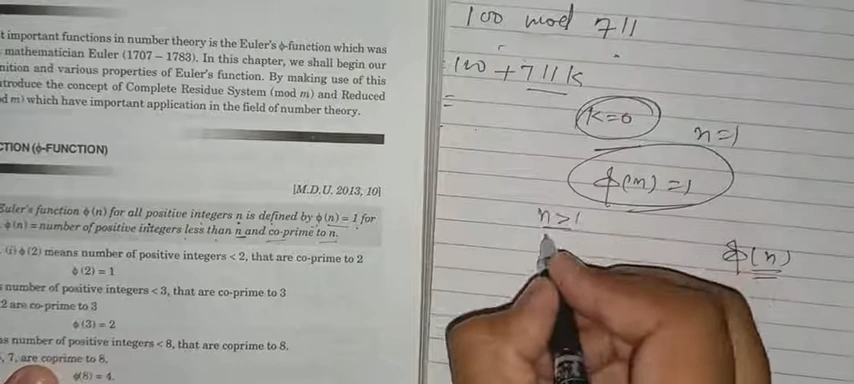 t important functions in number theory is the Euler's ϕ-function which was
mathematician Euler (1707 – 1783). In this chapter, we shall begin our
nition and various properties of Euler's function. By making use of this
troduce the concept of Complete Residue System (mod m) and Reduced
d m) which have important application in the field of number theory.
CTION (ϕ-FUNCTION)
[M.D.U. 2013, 10]
Euler's function ϕ (n) for all positive integers n is defined by ϕ (n) = 1 for
ϕ (n) = number of positive integers less than n and co-prime to n.
(i) ϕ (2) means number of positive integers < 2, that are co-prime to 2
ϕ (2) = 1
s number of positive integers < 3, that are co-prime to 3
2 are co-prime to 3
ϕ (3) = 2
ns number of positive integers < 8, that are coprime to 8.
, 7, are coprime to 8.
ϕ(8) = 4.
100 mod 711
100 + 711 k
=
k=0
n=1
ϕ(n) = 1
n>1
ϕ(n)